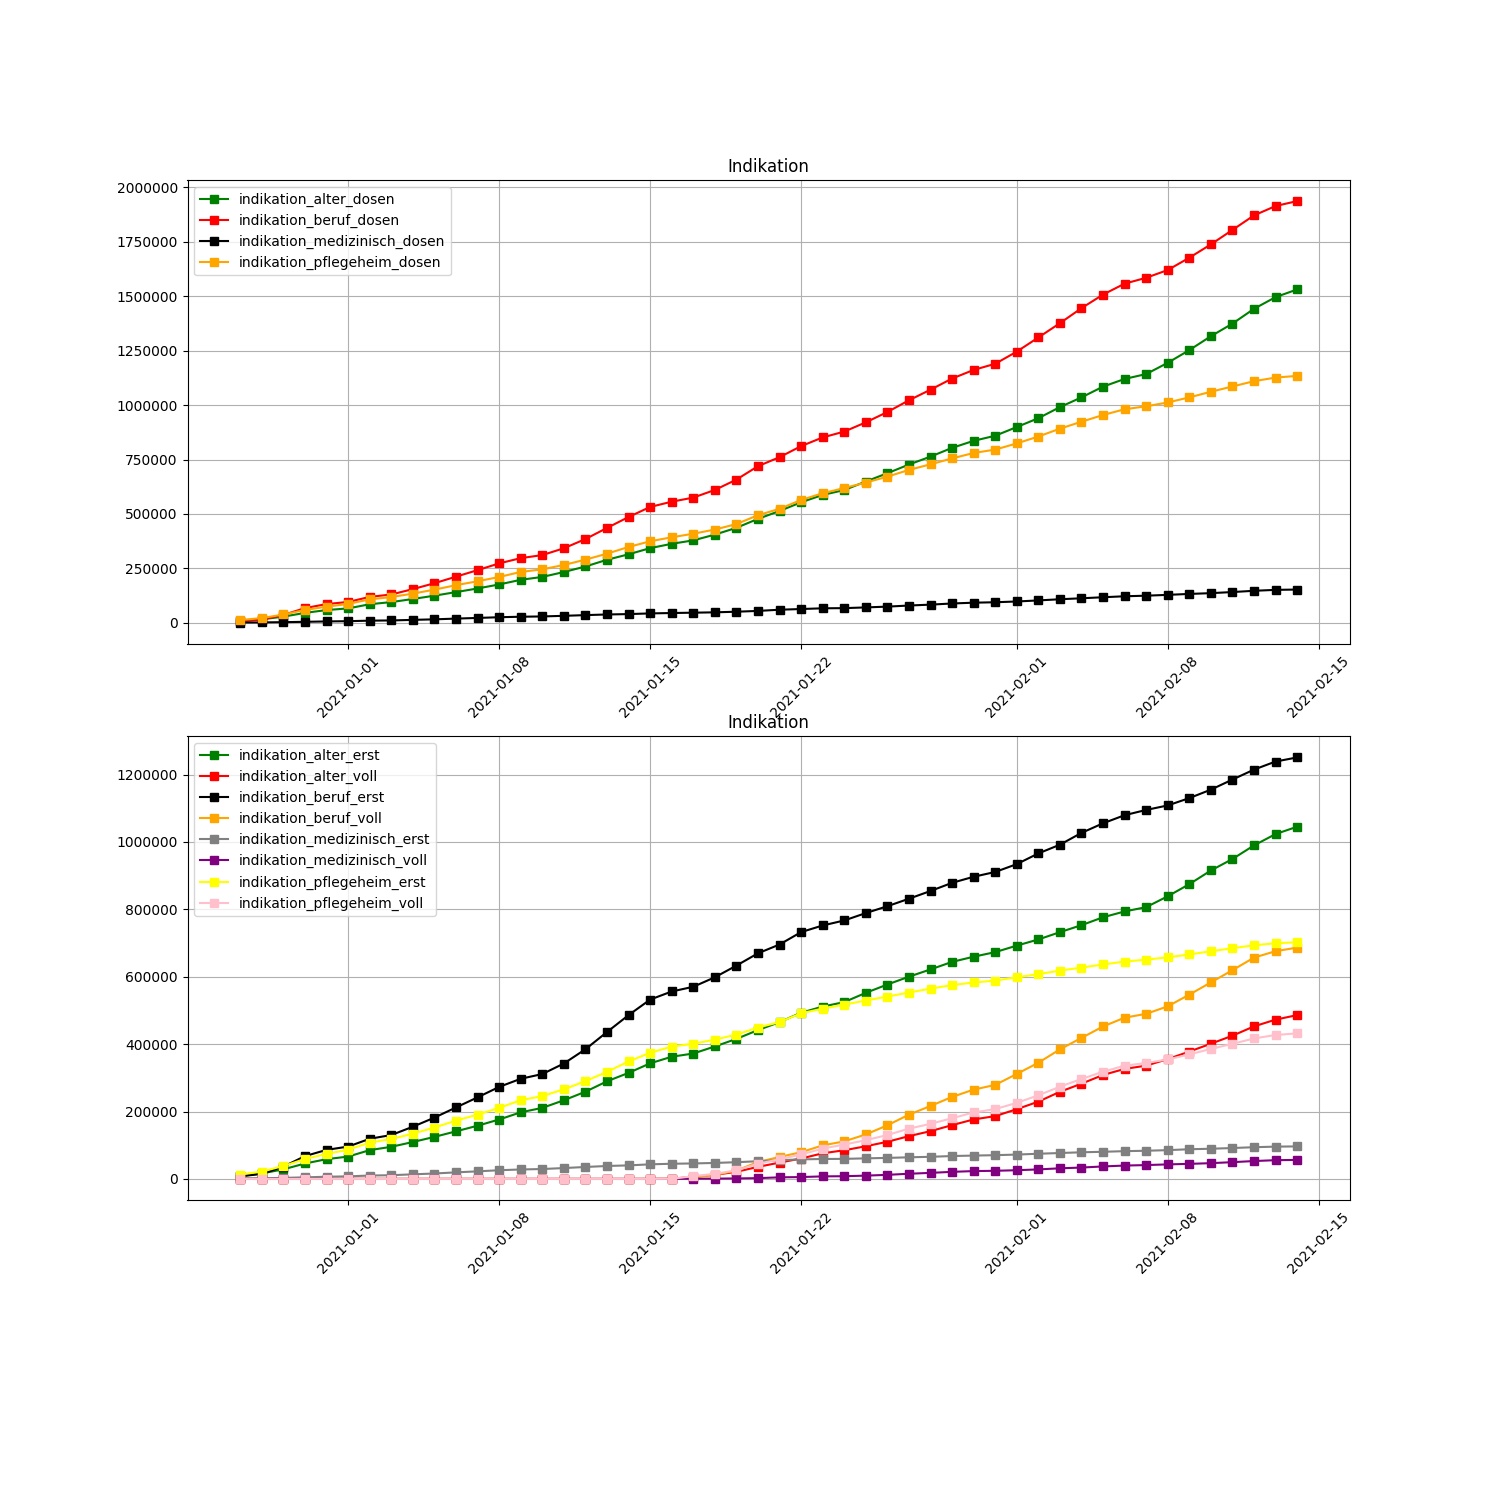 Indikation
2000000
1750000
1500000
1250000
1000000
750000
500000
250000
0
indikation_alter_dosen
indikation_beruf_dosen
indikation_medizinisch_dosen
indikation_pflegeheim_dosen
2021-01-01
2021-01-08
2021-01-15
2021-01-22
2021-02-01
2021-02-08
2021-02-15
Indikation
1200000
1000000
800000
600000
400000
200000
0
indikation_alter_erst
indikation_alter_voll
indikation_beruf_erst
indikation_beruf_voll
indikation_medizinisch_erst
indikation_medizinisch_voll
indikation_pflegeheim_erst
indikation_pflegeheim_voll
2021-01-01
2021-01-08
2021-01-15
2021-01-22
2021-02-01
2021-02-08
2021-02-15